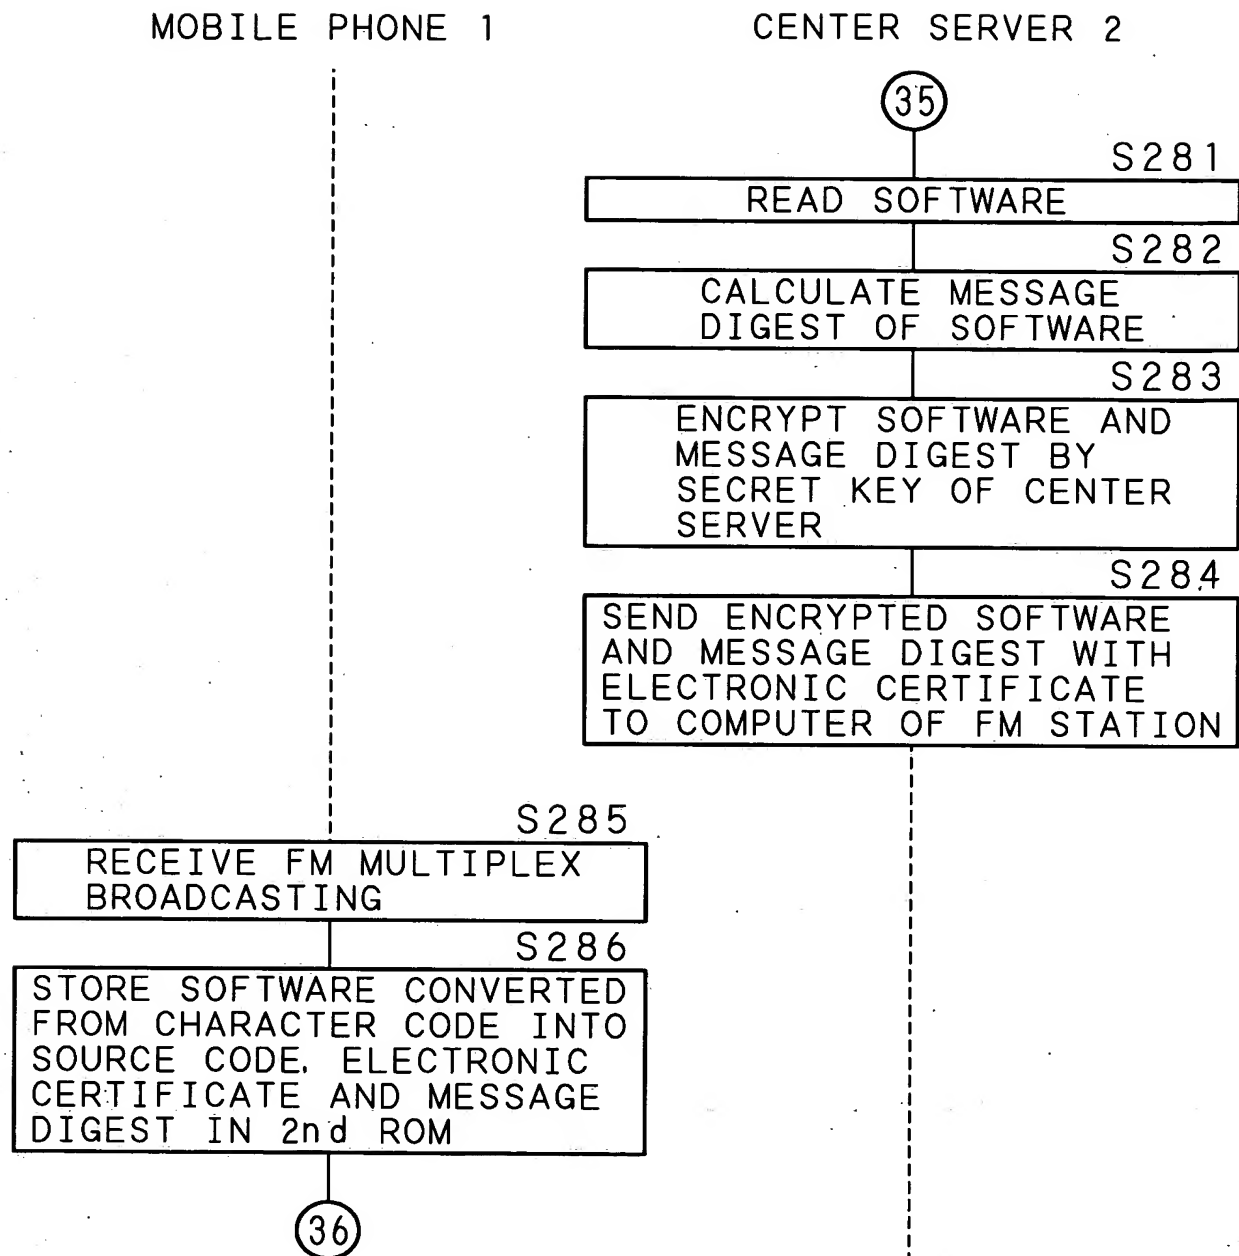 MOBILE PHONE 1
CENTER SERVER 2
35
S281
READ SOFTWARE
S282
CALCULATE MESSAGE
DIGEST OF SOFTWARE
S283
ENCRYPT SOFTWARE AND
MESSAGE DIGEST BY
SECRET KEY OF CENTER
SERVER
S284
SEND ENCRYPTED SOFTWARE
AND MESSAGE DIGEST WITH
ELECTRONIC CERTIFICATE
TO COMPUTER OF FM STATION
S285
RECEIVE FM MULTIPLEX
BROADCASTING
S286
STORE SOFTWARE CONVERTED
FROM CHARACTER CODE INTO
SOURCE CODE, ELECTRONIC
CERTIFICATE AND MESSAGE
DIGEST IN 2nd ROM
36